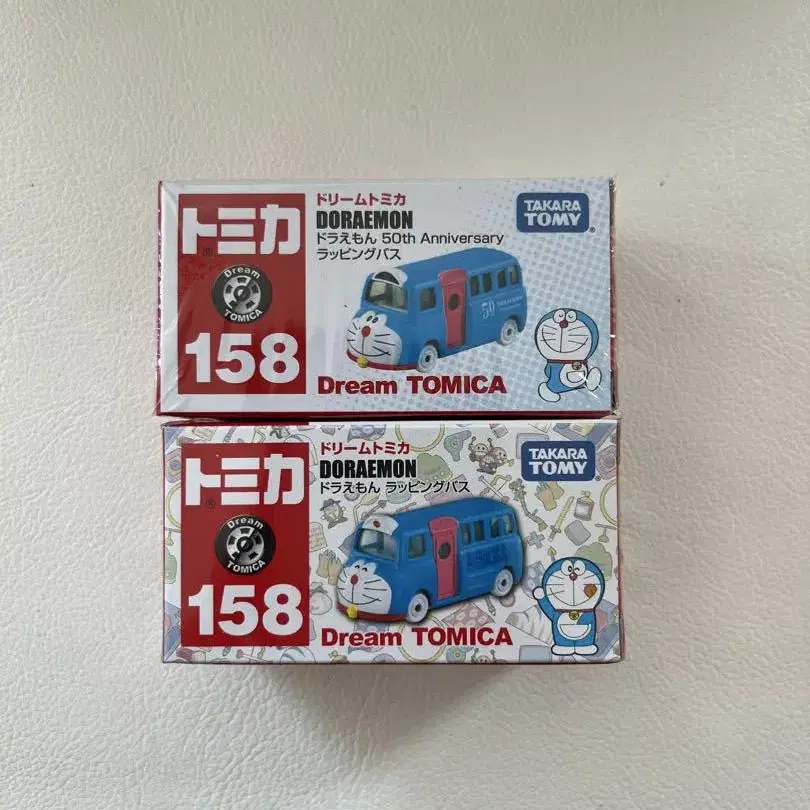 トミカ
Dream
TOMICA
158
ドリームトミカ
DORAEMON
ドラえもん 50th Anniversary
ラッピングバス
TAKARA
TOMY
50
Dream TOMICA
トミカ
Dream
TOMICA
158
ドリームトミカ
DORAEMON
ドラえもん ラッピングバス
TAKARA
TOMY
Dream TOMICA